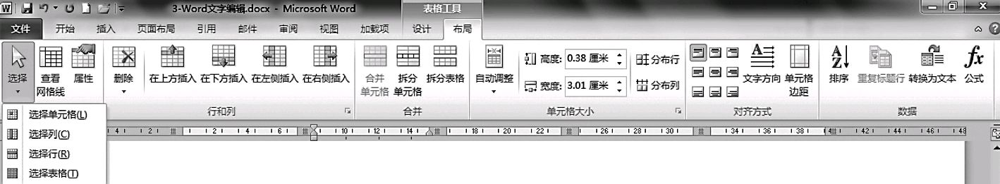 3-Word文字编辑.docx - Microsoft Word 表格工具
文件 开始 插入 页面布局 引用 邮件 审阅 视图 加载项 设计 布局
选择 查看网格线 属性 删除 在上方插入 在下方插入 在左侧插入 在右侧插入 合并单元格 拆分单元格 拆分表格 自动调整 高度: 0.38 厘米 分布行 宽度: 3.01 厘米 分布列 文字方向 单元格边距 排序 重复标题行 转换为文本 公式
行和列 合并 单元格大小 对齐方式 数据
选择单元格(L)
选择列(C)
选择行(R)
选择表格(T)
4 2 2 4 6 10 12 14 18 20 22 26 28 30 34 36 38 42 44 46 48